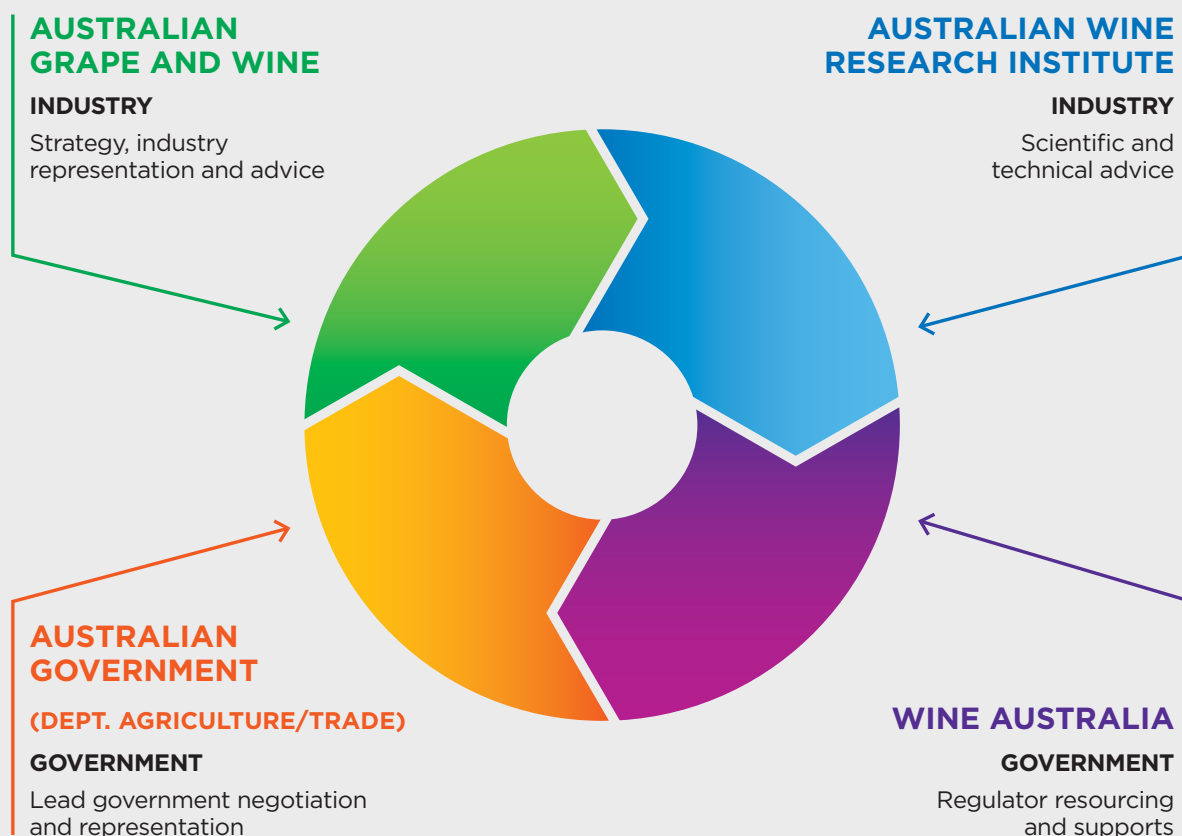 AUSTRALIAN
GRAPE AND WINE
INDUSTRY
Strategy, industry
representation and advice
AUSTRALIAN WINE
RESEARCH INSTITUTE
INDUSTRY
Scientific and
technical advice
AUSTRALIAN
GOVERNMENT
(DEPT. AGRICULTURE/TRADE)
GOVERNMENT
Lead government negotiation
and representation
WINE AUSTRALIA
GOVERNMENT
Regulator resourcing
and supports